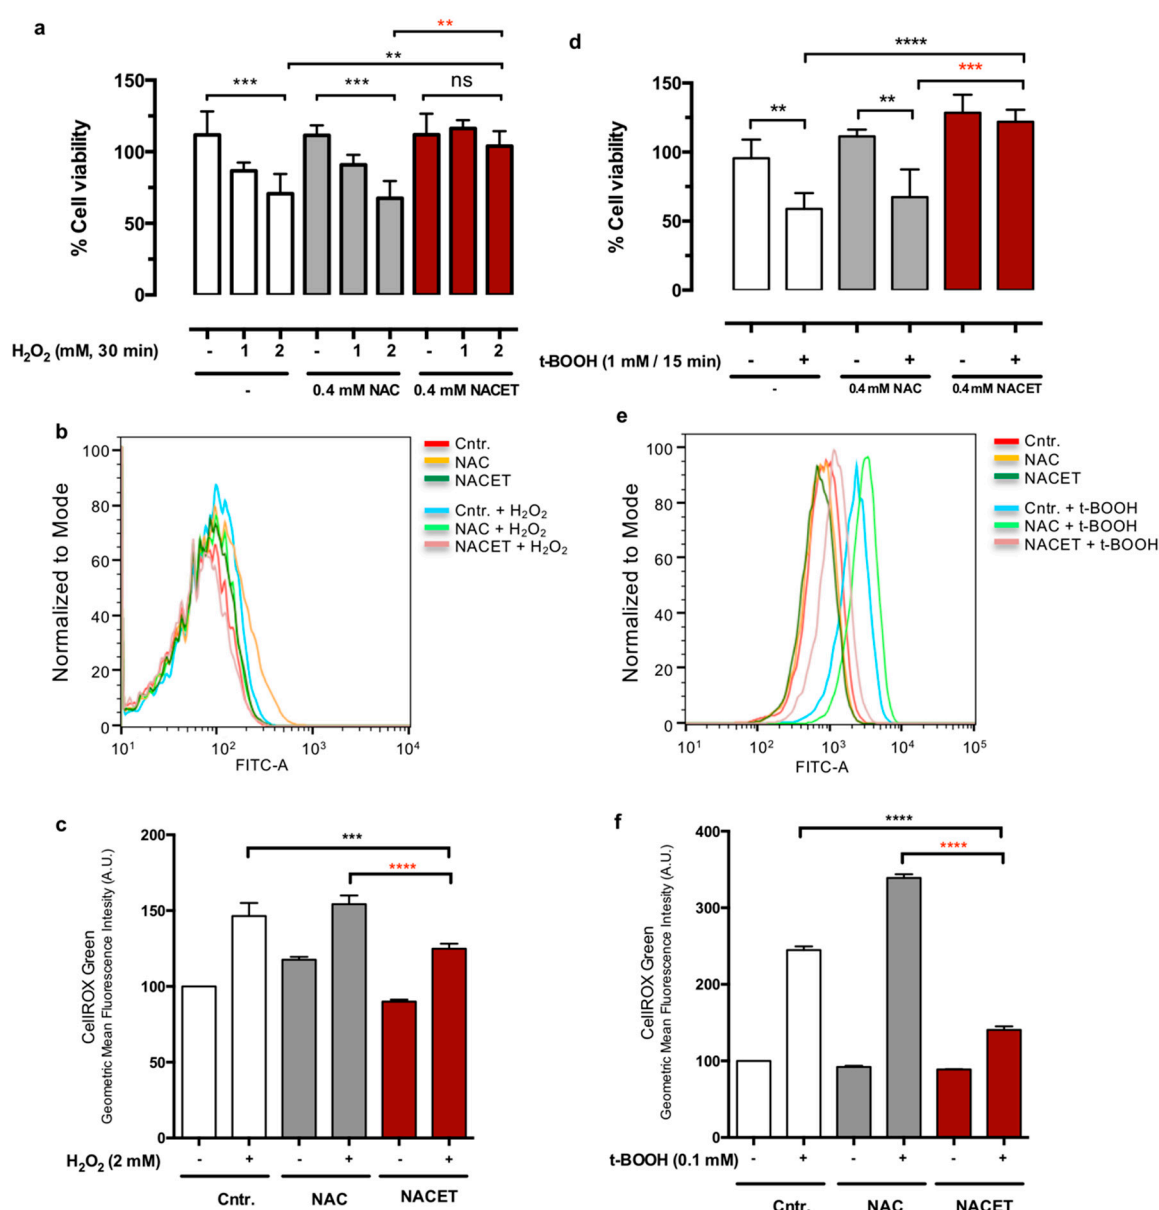 a
**
**
***
***
ns
150
100
50
0
% Cell viability
H2O2 (mM, 30 min)
- 1 2 - 1 2 - 1 2
- 0.4 mM NAC 0.4 mM NACET
d
****
***
**
**
150
100
50
0
% Cell viability
t-BOOH (1 mM / 15 min)
- + - + - +
- 0.4 mM NAC 0.4 mM NACET
b
100
80
60
40
20
0
Normalized to Mode
10^1 10^2 10^3 10^4
FITC-A
Cntr.
NAC
NACET
Cntr. + H2O2
NAC + H2O2
NACET + H2O2
e
100
80
60
40
20
0
Normalized to Mode
10^1 10^2 10^3 10^4 10^5
FITC-A
Cntr.
NAC
NACET
Cntr. + t-BOOH
NAC + t-BOOH
NACET + t-BOOH
c
***
****
200
150
100
50
0
CellROX Green
Geometric Mean Fluorescence Intesity (A.U.)
H2O2 (2 mM)
- + - + - +
Cntr. NAC NACET
f
****
****
400
300
200
100
0
CellROX Green
Geometric Mean Fluorescence Intesity (A.U.)
t-BOOH (0.1 mM)
- + - + - +
Cntr. NAC NACET